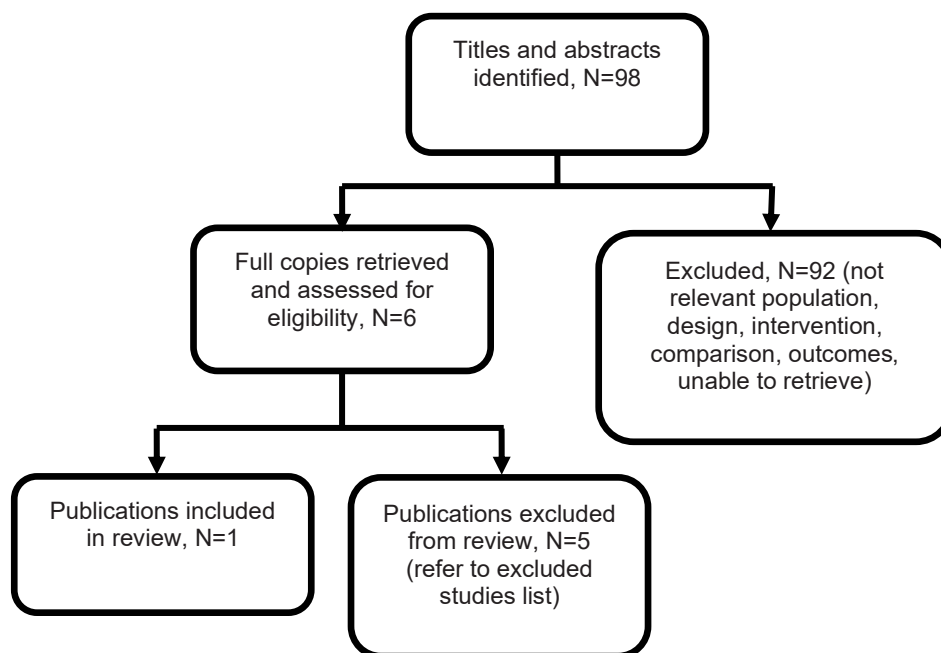 Titles and abstracts
identified, N=98
Full copies retrieved
and assessed for
eligibility, N=6
Excluded, N=92 (not
relevant population,
design, intervention,
comparison, outcomes,
unable to retrieve)
Publications included
in review, N=1
Publications excluded
from review, N=5
(refer to excluded
studies list)